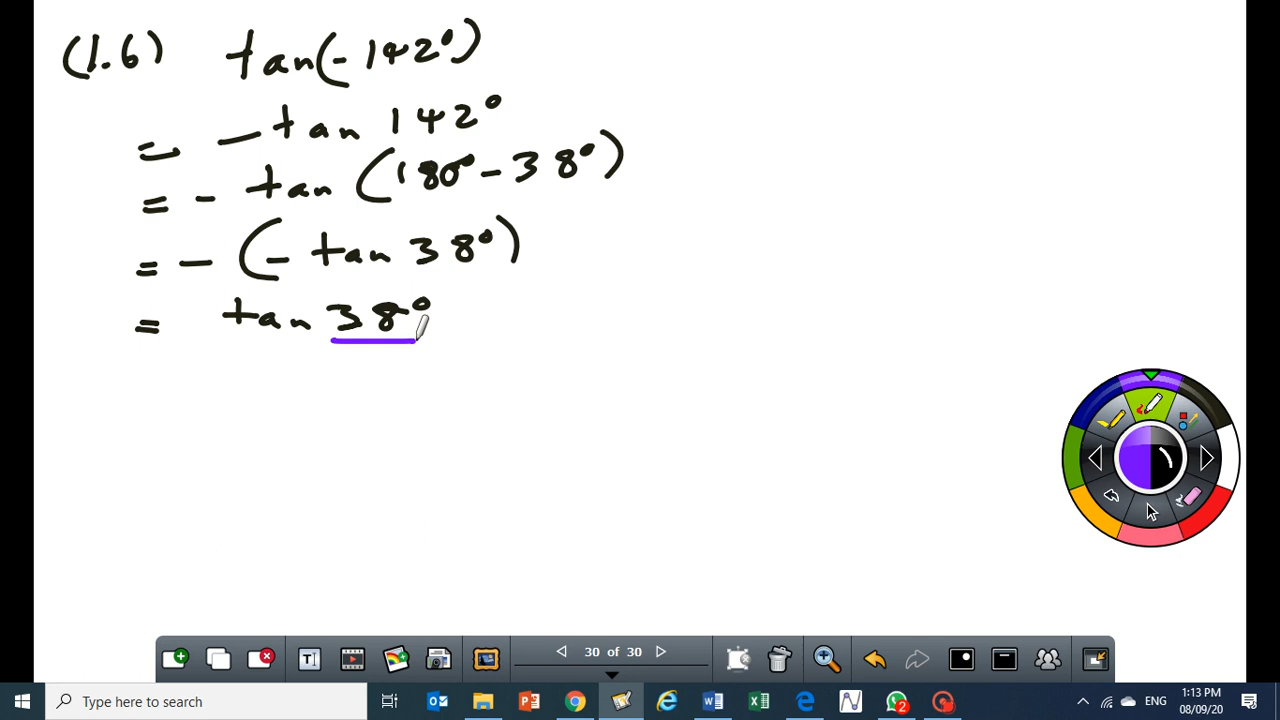 (1.6) tan(-142°)
= -tan 142°
= - tan (180° - 38°)
= - (- tan 38°)
= tan 38°
30 of 30
Type here to search
2
ENG
1:13 PM
08/09/20